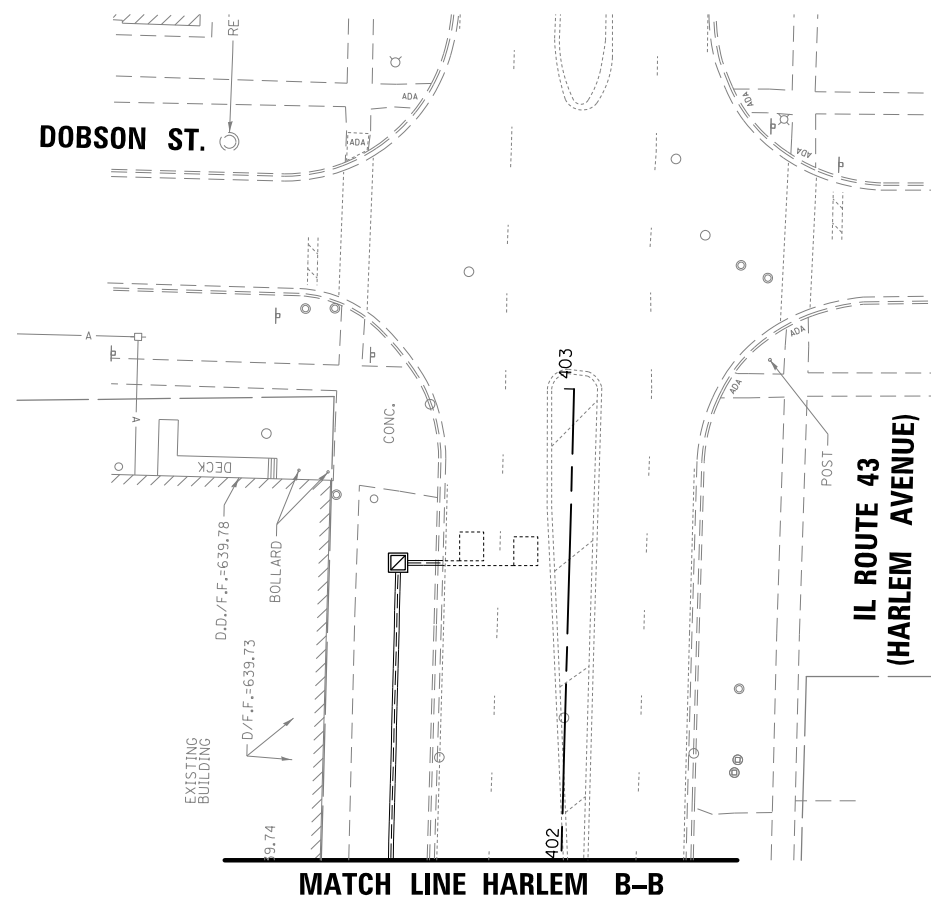 RE
ADA
ADA
ADA
DOBSON ST.
ADA
ADA
A
403
ADA
ADA
A
CONC.
DECK
POST
IL ROUTE 43
(HARLEM AVENUE)
D.D./F.F.=639.78
BOLLARD
D/F.F.=639.73
EXISTING
BUILDING
39.74
402
MATCH LINE HARLEM B–B